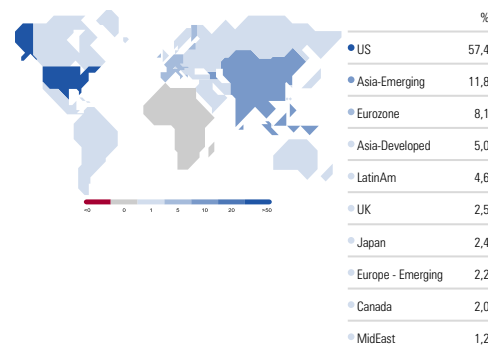 %
US 57,4
Asia-Emerging 11,8
Eurozone 8,1
Asia-Developed 5,0
LatinAm 4,6
UK 2,5
Japan 2,4
Europe - Emerging 2,2
Canada 2,0
MidEast 1,2
<0 0 1 5 10 20 >50